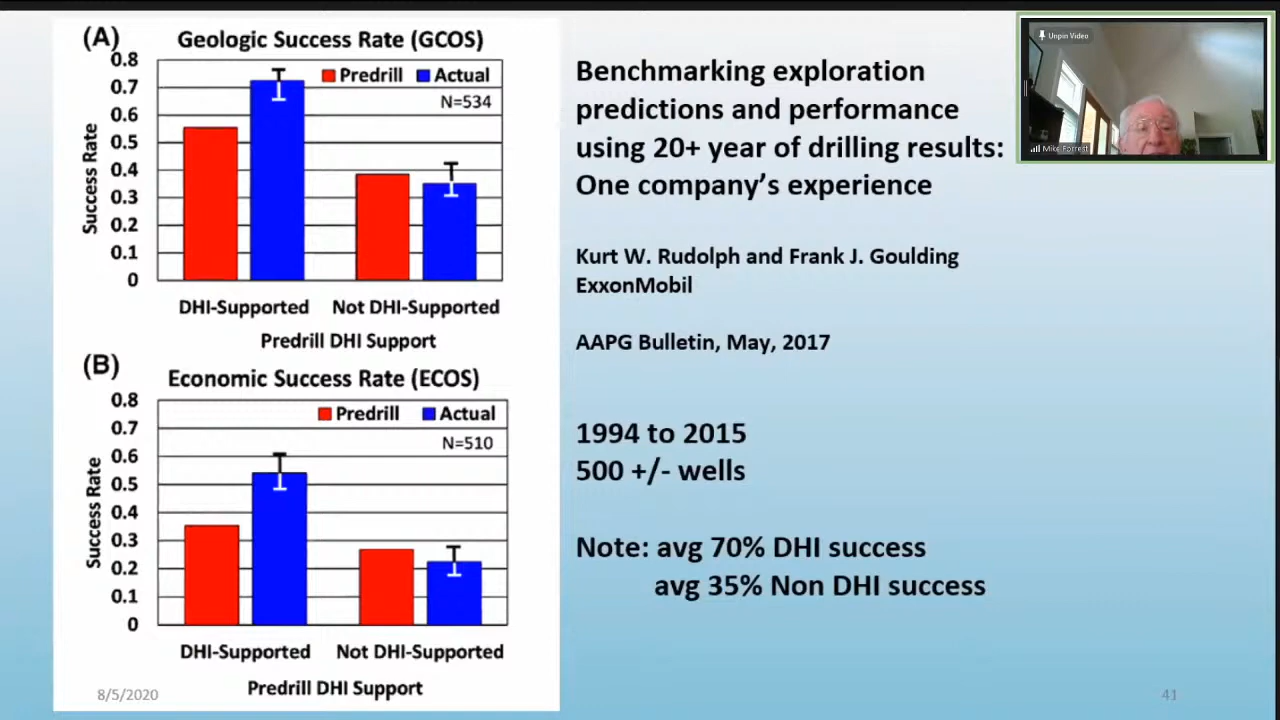 (A)
Geologic Success Rate (GCOS)
0.8
0.7
0.6
0.5
0.4
0.3
0.2
0.1
0
Success Rate
Predrill Actual
N=534
DHI-Supported Not DHI-Supported
Predrill DHI Support
(B)
Economic Success Rate (ECOS)
0.8
0.7
0.6
0.5
0.4
0.3
0.2
0.1
0
Success Rate
Predrill Actual
N=510
DHI-Supported Not DHI-Supported
Predrill DHI Support
8/5/2020
Benchmarking exploration
predictions and performance
using 20+ year of drilling results:
One company’s experience
Kurt W. Rudolph and Frank J. Goulding
ExxonMobil
AAPG Bulletin, May, 2017
1994 to 2015
500 +/- wells
Note: avg 70% DHI success
avg 35% Non DHI success
41
Unpin Video
Mike Forrest